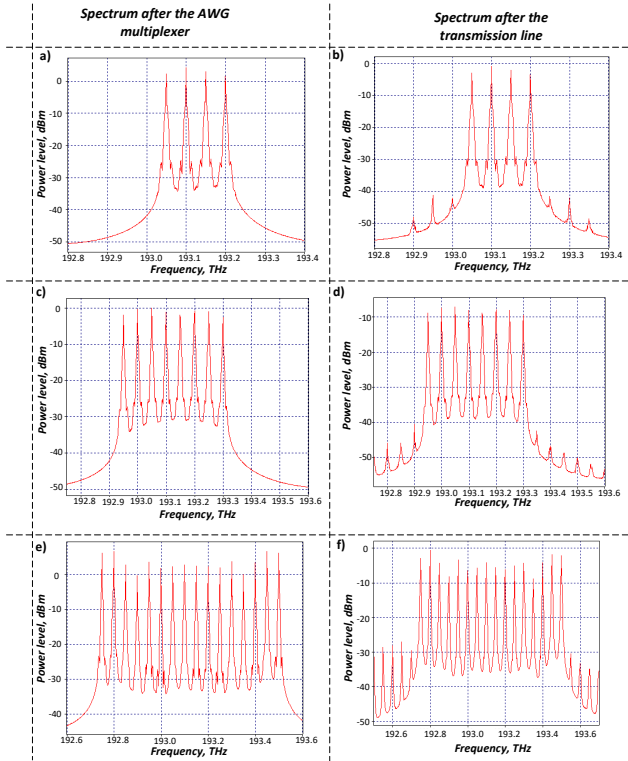 Spectrum after the AWG
multiplexer
Spectrum after the
transmission line
a)
Power level, dBm
0
-10
-20
-30
-40
-50
192.8 192.9 193.0 193.1 193.2 193.3 193.4
Frequency, THz
b)
Power level, dBm
0
-10
-20
-30
-40
-50
192.8 192.9 193.0 193.1 193.2 193.3 193.4
Frequency, THz
c)
Power level, dBm
0
-10
-20
-30
-40
-50
192.8 192.9 193.0 193.1 193.2 193.3 193.4 193.5 193.6
Frequency, THz
d)
Power level, dBm
-10
-20
-30
-40
-50
192.8 192.9 193.0 193.1 193.2 193.3 193.4 193.5 193.6
Frequency, THz
e)
Power level, dBm
10
0
-10
-20
-30
-40
192.6 192.8 193.0 193.2 193.4 193.6
Frequency, THz
f)
Power level, dBm
0
-10
-20
-30
-40
-50
192.6 192.8 193.0 193.2 193.4 193.6
Frequency, THz